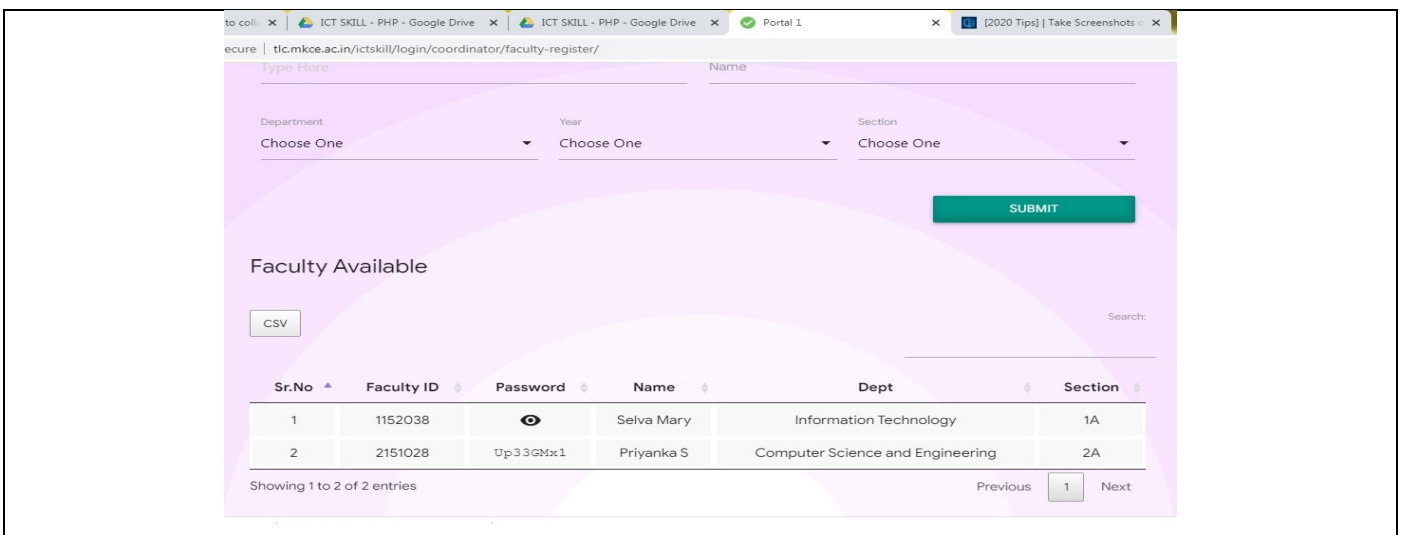 to coll ICT SKILL - PHP - Google Drive ICT SKILL - PHP - Google Drive Portal 1 [2020 Tips] | Take Screenshots
ecure | tlc.mkce.ac.in/ictskill/login/coordinator/faculty-register/
Type Here Name
Department Year Section
Choose One Choose One Choose One
SUBMIT
Faculty Available
CSV Search:
Sr.No Faculty ID Password Name Dept Section
1 1152038 Selva Mary Information Technology 1A
2 2151028 Up33GMx1 Priyanka S Computer Science and Engineering 2A
Showing 1 to 2 of 2 entries Previous 1 Next